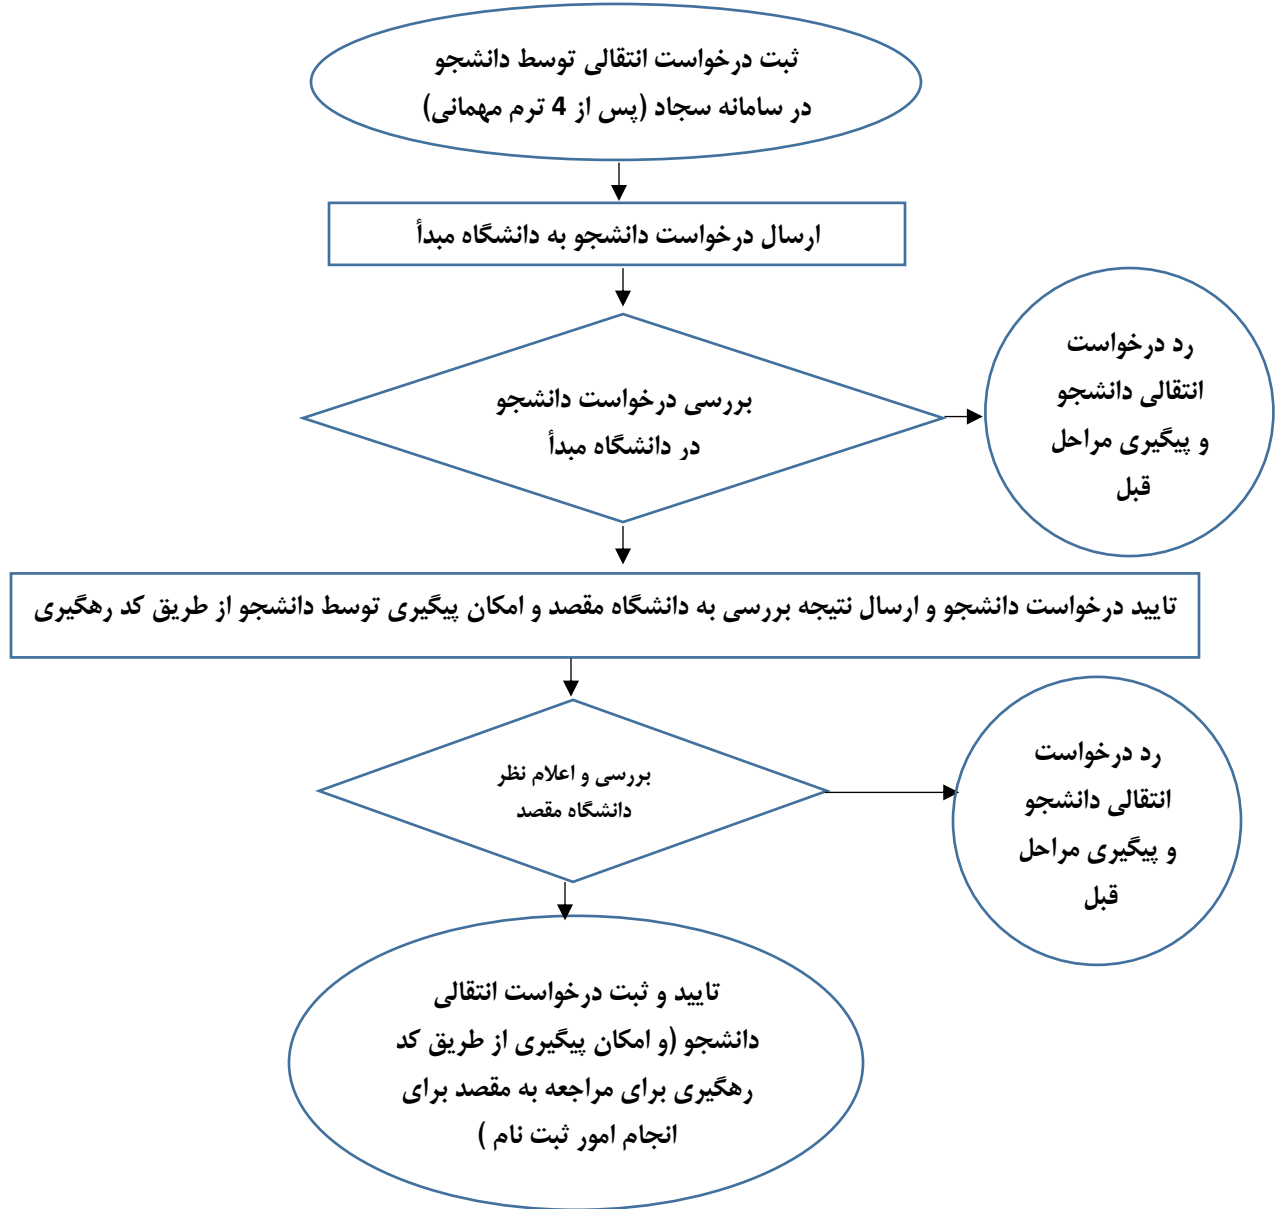 ثبت درخواست انتقالی توسط دانشجو
در سامانه سجاد (پس از 4 ترم مهمانی)
ارسال درخواست دانشجو به دانشگاه مبدأ
بررسی درخواست دانشجو
در دانشگاه مبدأ
رد درخواست
انتقالی دانشجو
و پیگیری مراحل
قبل
تایید درخواست دانشجو و ارسال نتیجه بررسی به دانشگاه مقصد و امکان پیگیری توسط دانشجو از طریق کد رهگیری
بررسی و اعلام نظر
دانشگاه مقصد
رد درخواست
انتقالی دانشجو
و پیگیری مراحل
قبل
تایید و ثبت درخواست انتقالی
دانشجو (و امکان پیگیری از طریق کد
رهگیری برای مراجعه به مقصد برای
انجام امور ثبت نام )